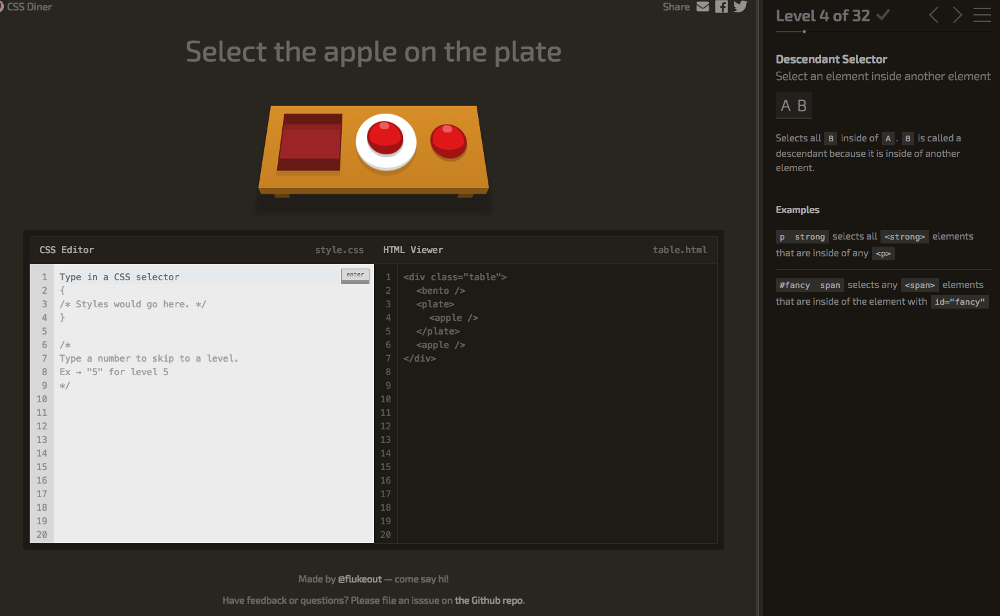 CSS Diner
Share
Select the apple on the plate
CSS Editor
style.css
HTML Viewer
table.html
1 Type in a CSS selector
enter
2 {
3 /* Styles would go here. */
4 }
5
6 /*
7 Type a number to skip to a level.
8 Ex → "5" for level 5
9 */
10
11
12
13
14
15
16
17
18
19
20
1 <div class="table">
2 <bento />
3 <plate>
4 <apple />
5 </plate>
6 <apple />
7 </div>
8
9
10
11
12
13
14
15
16
17
18
19
20
Made by @flukeout — come say hi!
Have feedback or questions? Please file an isssue on the Github repo.
Level 4 of 32
Descendant Selector
Select an element inside another element
A B
Selects all B inside of A . B is called a
descendant because it is inside of another
element.
Examples
p strong selects all <strong> elements
that are inside of any <p>
#fancy span selects any <span> elements
that are inside of the element with id="fancy"